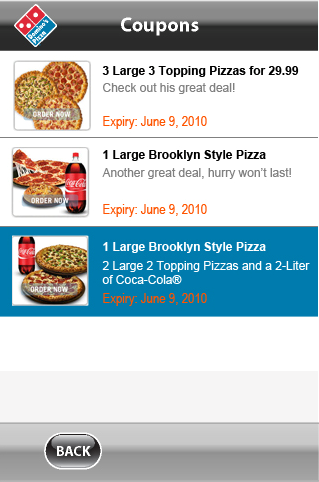 Domino's
Pizza
Coupons
3 Large 3 Topping Pizzas for 29.99
Check out his great deal!
ORDER NOW
Expiry: June 9, 2010
1 Large Brooklyn Style Pizza
Another great deal, hurry won't last!
Coca-Cola
ORDER NOW
Expiry: June 9, 2010
1 Large Brooklyn Style Pizza
2 Large 2 Topping Pizzas and a 2-Liter
of Coca-Cola®
ORDER NOW
Expiry: June 9, 2010
BACK